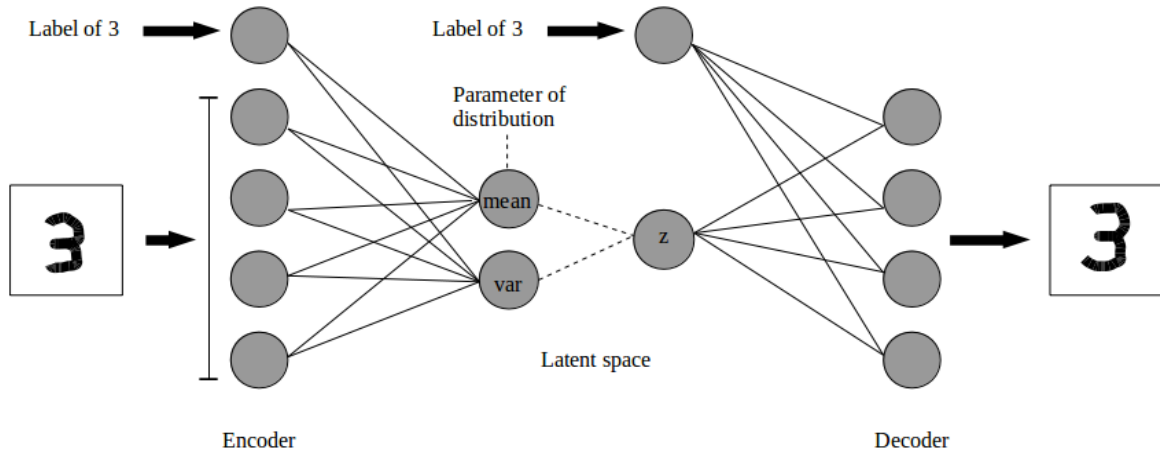 Label of 3
Label of 3
Parameter of
distribution
mean
z
var
3
3
Latent space
Encoder
Decoder